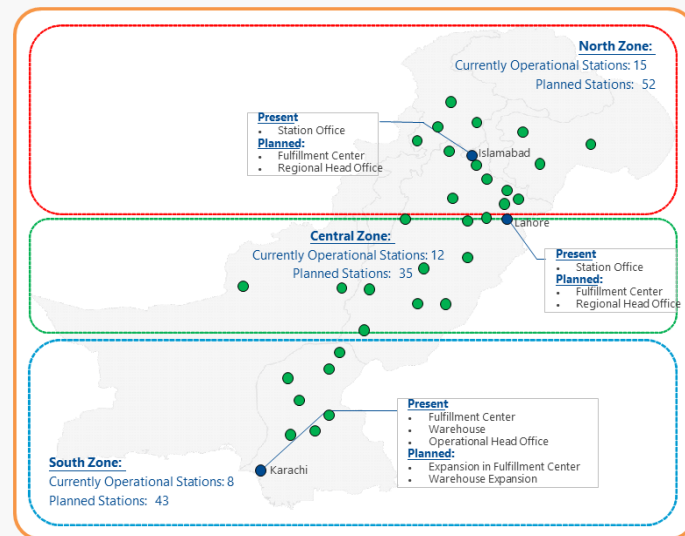 North Zone:
Currently Operational Stations: 15
Planned Stations: 52
Present
• Station Office
Planned:
• Fulfillment Center
• Regional Head Office
Islamabad
Lahore
Central Zone:
Currently Operational Stations: 12
Planned Stations: 35
Present
• Station Office
Planned:
• Fulfillment Center
• Regional Head Office
Present
• Fulfillment Center
• Warehouse
• Operational Head Office
Planned:
• Expansion in Fulfillment Center
• Warehouse Expansion
South Zone:
Currently Operational Stations: 8
Planned Stations: 43
Karachi